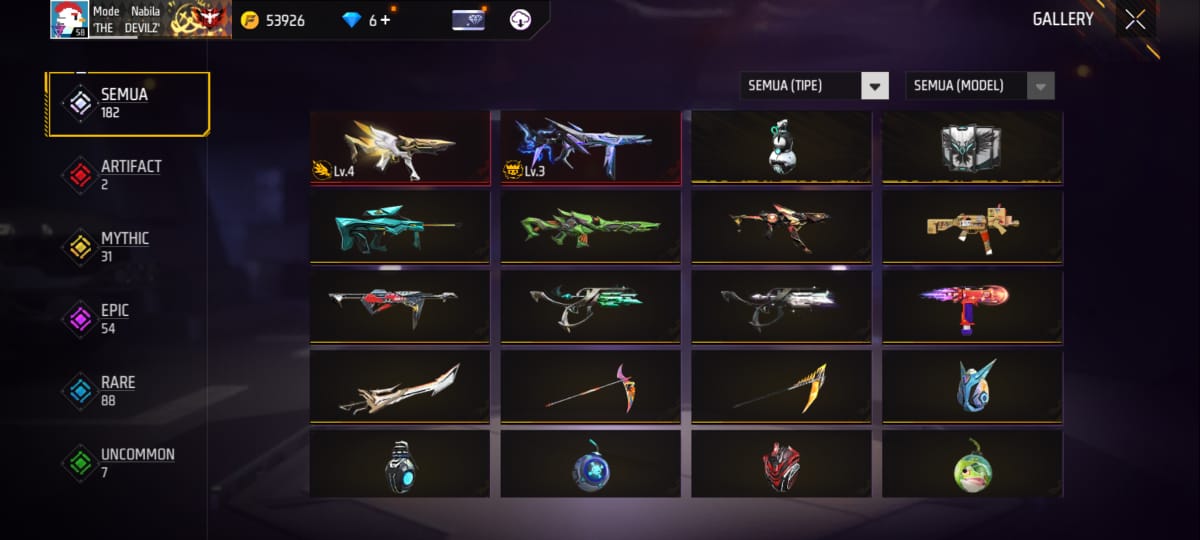 Mode Nabila
'THE DEVILZ'
58
F 53926
6+
GALLERY
SEMUA
182
SEMUA (TIPE)
SEMUA (MODEL)
ARTIFACT
2
MYTHIC
31
EPIC
54
RARE
88
UNCOMMON
7
Lv.4
Lv.3